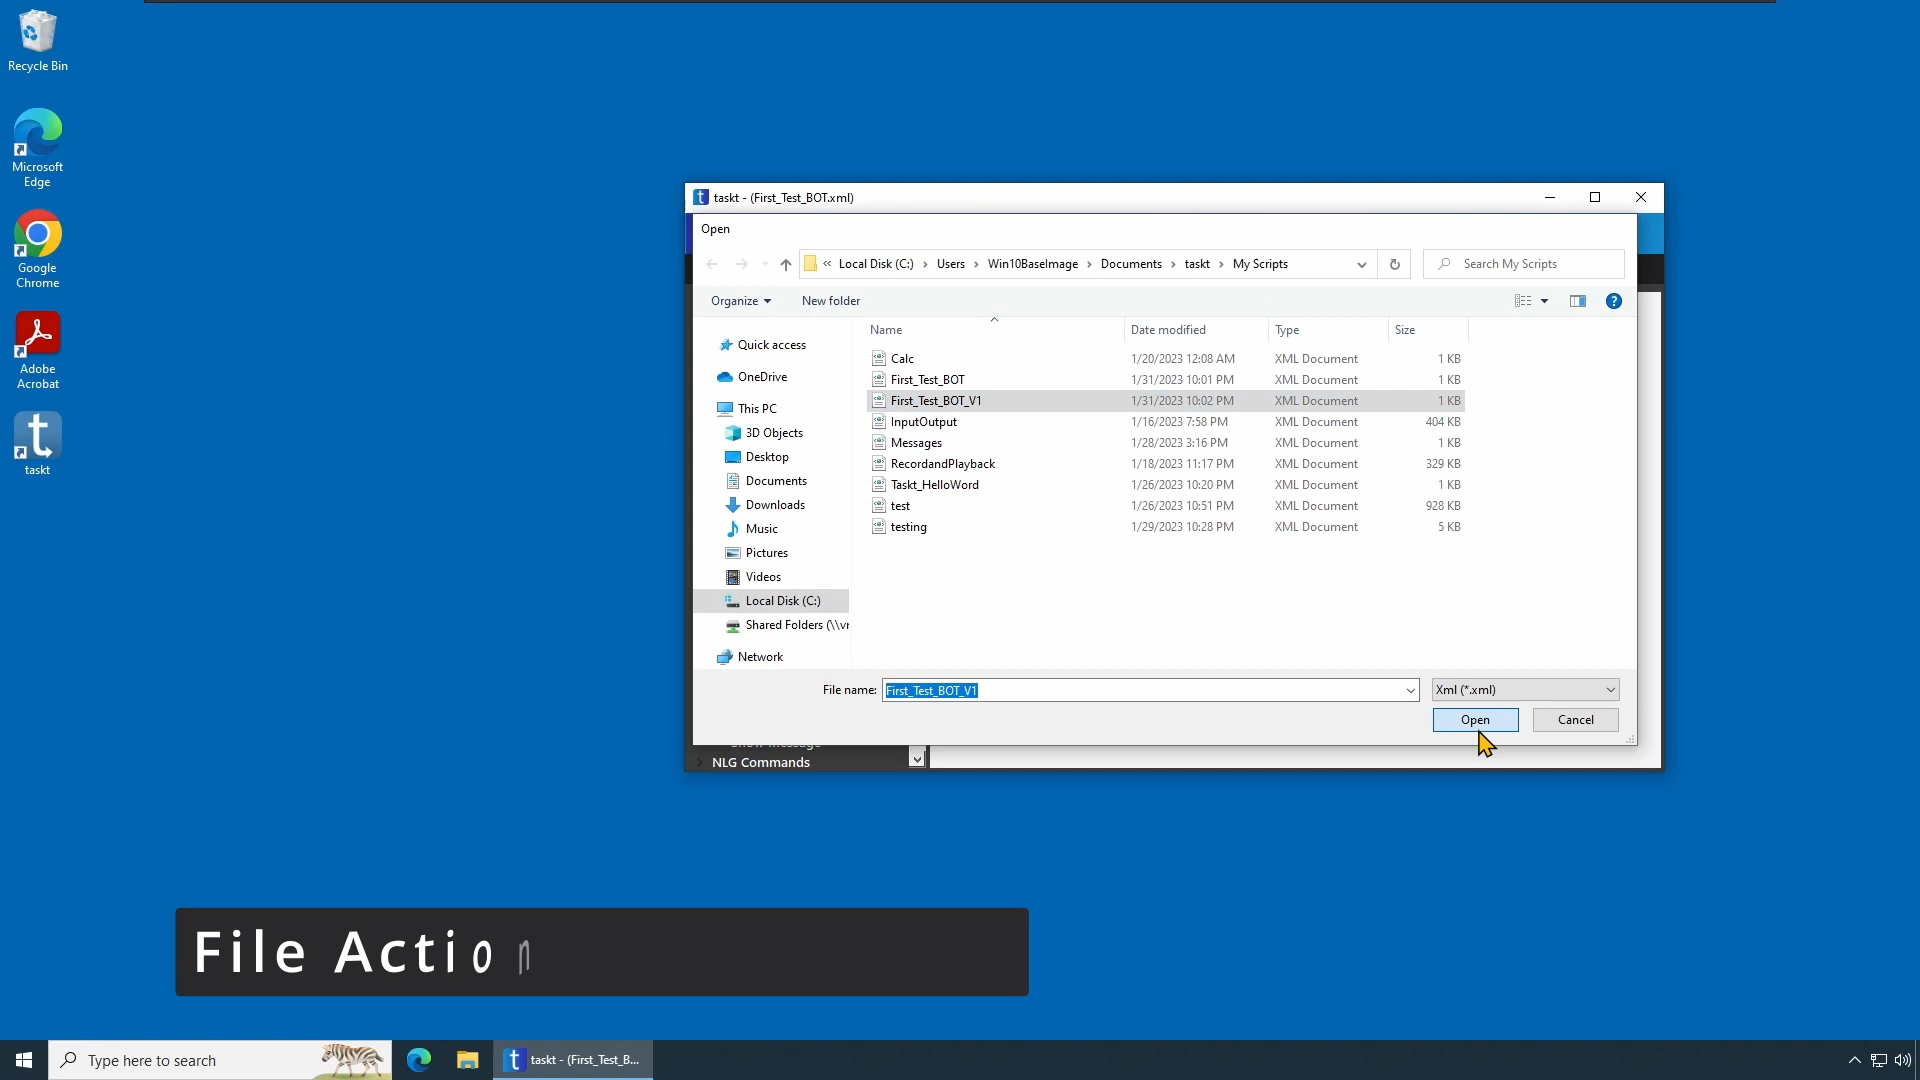 Recycle Bin
Microsoft
Edge
Google
Chrome
Adobe
Acrobat
taskt
taskt - (First_Test_BOT.xml)
Open
« Local Disk (C:) › Users › Win10BaseImage › Documents › taskt › My Scripts
Search My Scripts
Organize
New folder
Name Date modified Type Size
Quick access
OneDrive
This PC
3D Objects
Desktop
Documents
Downloads
Music
Pictures
Videos
Local Disk (C:)
Shared Folders (\\vr
Network
Calc 1/20/2023 12:08 AM XML Document 1 KB
First_Test_BOT 1/31/2023 10:01 PM XML Document 1 KB
First_Test_BOT_V1 1/31/2023 10:02 PM XML Document 1 KB
InputOutput 1/16/2023 7:58 PM XML Document 404 KB
Messages 1/28/2023 3:16 PM XML Document 1 KB
RecordandPlayback 1/18/2023 11:17 PM XML Document 329 KB
Taskt_HelloWord 1/26/2023 10:20 PM XML Document 1 KB
test 1/26/2023 10:51 PM XML Document 928 KB
testing 1/29/2023 10:28 PM XML Document 5 KB
File name: First_Test_BOT_V1
Xml (*.xml)
Open
Cancel
NLG Commands
File Action
Type here to search
taskt - (First_Test_B...